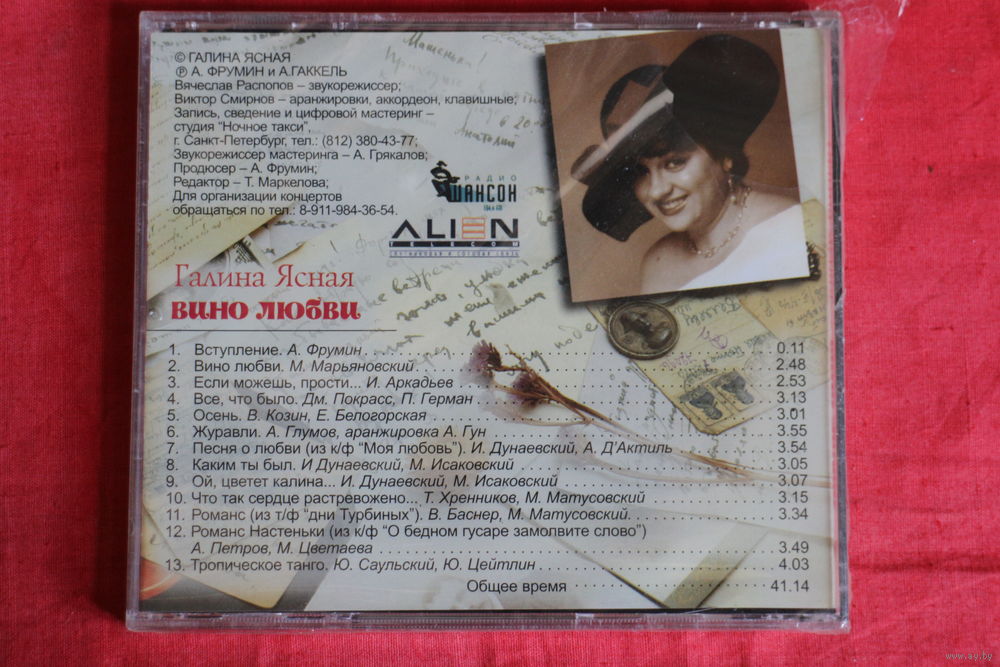 © ГАЛИНА ЯСНАЯ
℗ А. ФРУМИН и А.ГАККЕЛЬ
Вячеслав Распопов – звукорежиссер;
Виктор Смирнов – аранжировки, аккордеон, клавишные;
Запись, сведение и цифровой мастеринг –
студия "Ночное такси",
г. Санкт-Петербург, тел.: (812) 380-43-77;
Звукорежиссер мастеринга – А. Грякалов;
Продюсер – А. Фрумин;
Редактор – Т. Маркелова;
Для организации концертов
обращаться по тел.: 8-911-984-36-54.
Машенька!
Анатолий
РАДИО
ШАНСОН
ALIEN
TELECOM
Галина Ясная
ВИНО ЛЮБВИ
1. Вступление. А. Фрумин 0.11
2. Вино любви. М. Марьяновский 2.48
3. Если можешь, прости... И. Аркадьев 2.53
4. Все, что было. Дм. Покрасс, П. Герман 3.13
5. Осень. В. Козин, Е. Белогорская 3.01
6. Журавли. А. Глумов, аранжировка А. Гун 3.55
7. Песня о любви (из к/ф "Моя любовь"). И. Дунаевский, А. Д'Актиль 3.54
8. Каким ты был. И Дунаевский, М. Исаковский 3.05
9. Ой, цветет калина... И. Дунаевский, М. Исаковский 3.07
10. Что так сердце растревожено... Т. Хренников, М. Матусовский 3.15
11. Романс (из т/ф "дни Турбиных"). В. Баснер, М. Матусовский. 3.34
12. Романс Настеньки (из к/ф "О бедном гусаре замолвите слово")
А. Петров, М. Цветаева 3.49
13. Тропическое танго. Ю. Саульский, Ю. Цейтлин 4.03
Общее время 41.14
www.ay.by